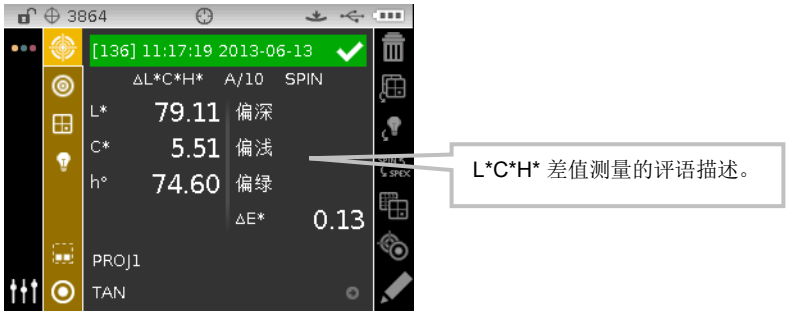 3864
[136] 11:17:19 2013-06-13
ΔL*C*H* A/10 SPIN
L* 79.11 偏深
C* 5.51 偏浅
h° 74.60 偏绿
ΔE* 0.13
PROJ1
TAN
SPIN
SPEX
L*C*H* 差值测量的评语描述。